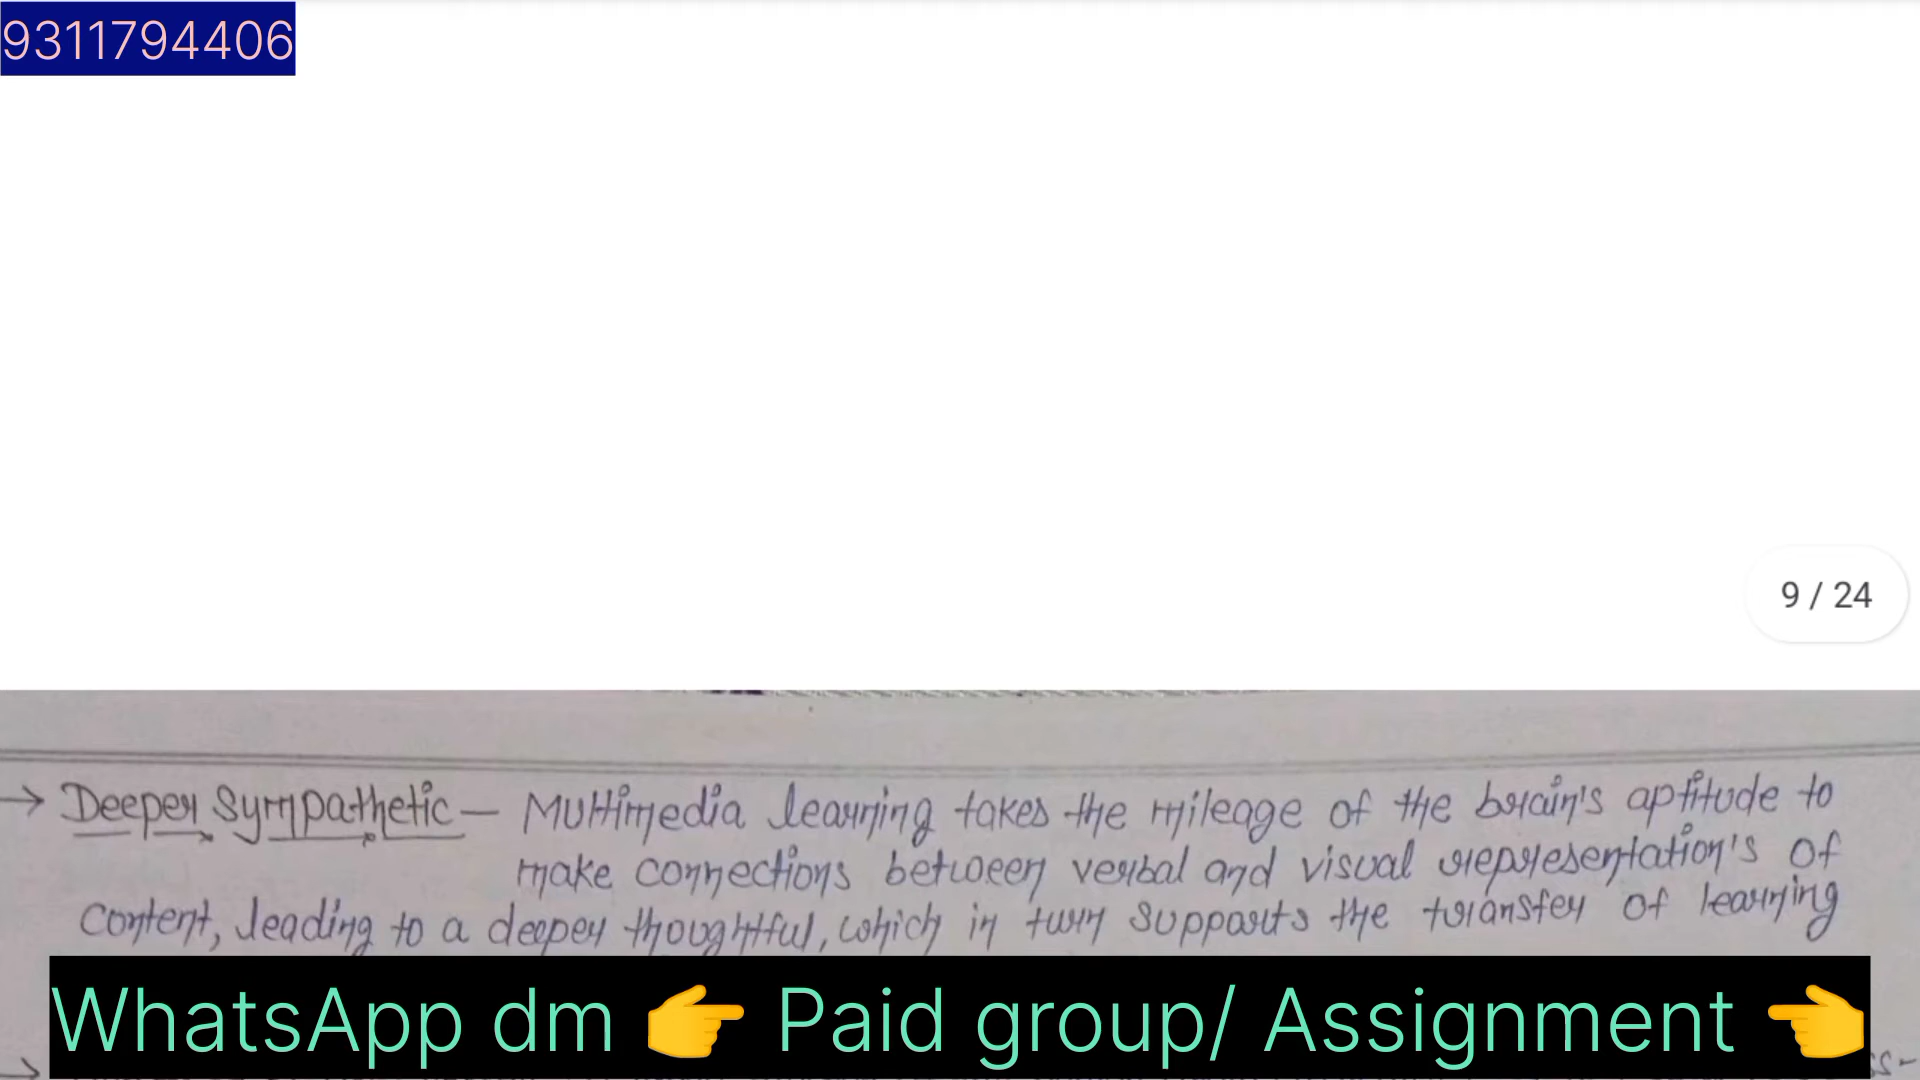 9311794406
9 / 24
→ Deeper Sympathetic — Multimedia learning takes the mileage of the brain's aptitude to
make connections between verbal and visual representation's of
content, leading to a deeper thoughtful, which in turn supports the transfer of learning
WhatsApp dm 👉 Paid group/ Assignment 👈